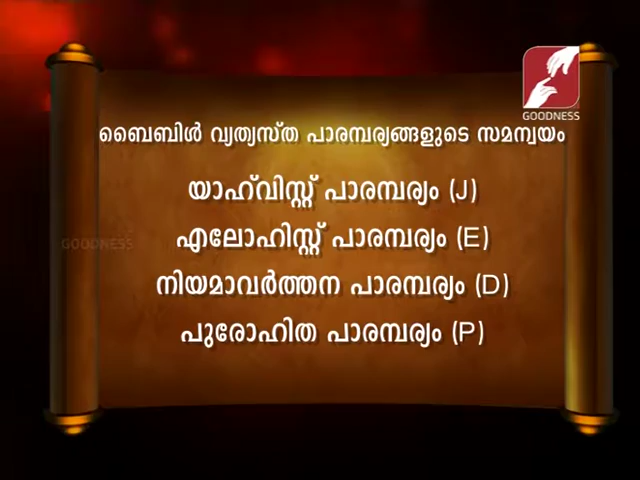 GOODNESS
ബൈബിൾ വ്യത്യസ്ത പാരമ്പര്യങ്ങളുടെ സമന്വയം
യാഹ്‌വിസ്റ്റ് പാരമ്പര്യം (J)
എലോഹിസ്റ്റ് പാരമ്പര്യം (E)
GOODNESS
നിയമാവർത്തന പാരമ്പര്യം (D)
പുരോഹിത പാരമ്പര്യം (P)